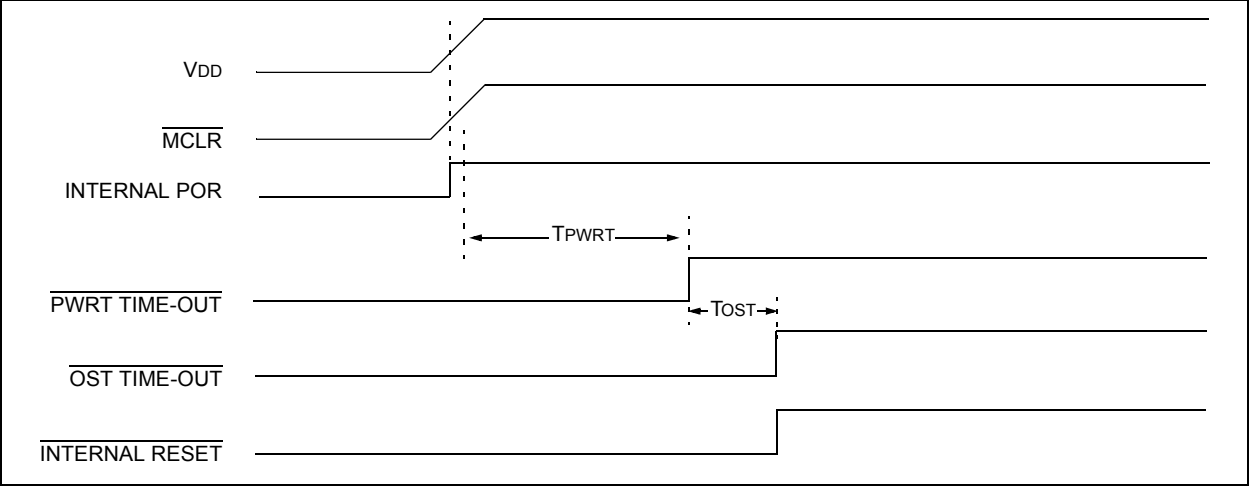 VDD
MCLR
INTERNAL POR
TPWRT
PWRT TIME-OUT
TOST
OST TIME-OUT
INTERNAL RESET